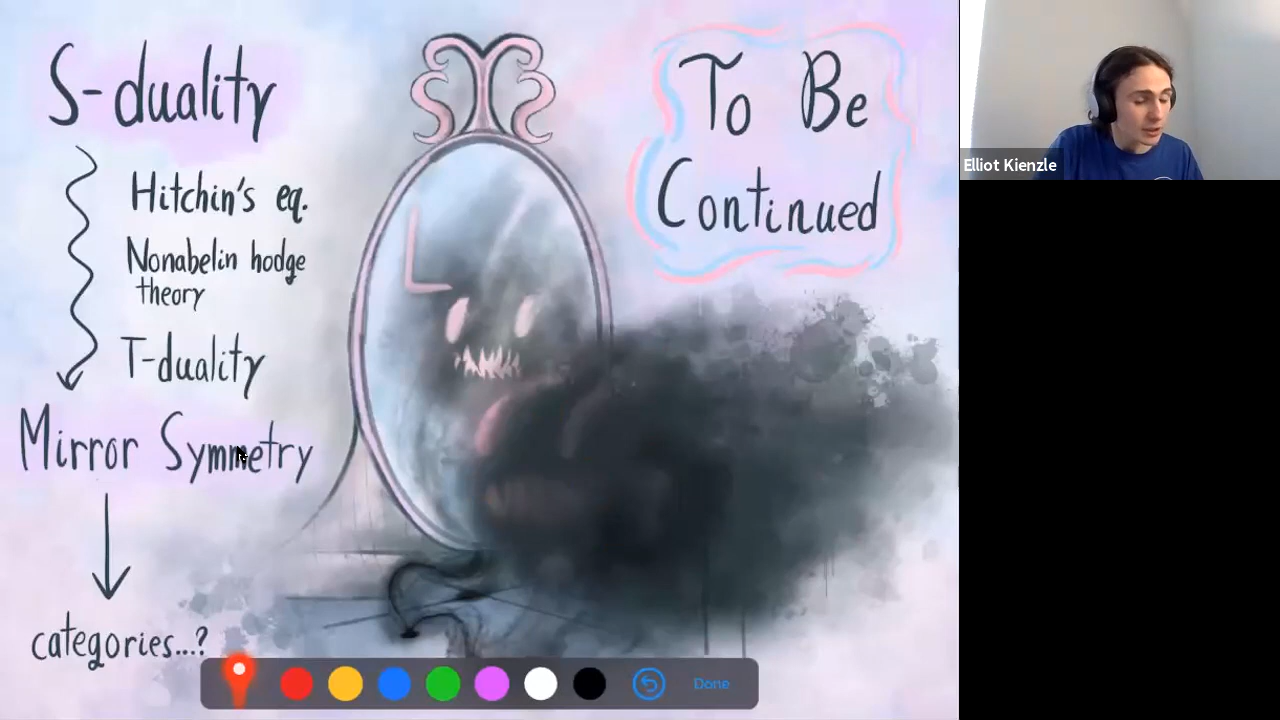 S-duality
Hitchin's eq.
Nonabelin hodge
theory
T-duality
Mirror Symmetry
categories...?
To Be
Continued
L
Done
Elliot Kienzle